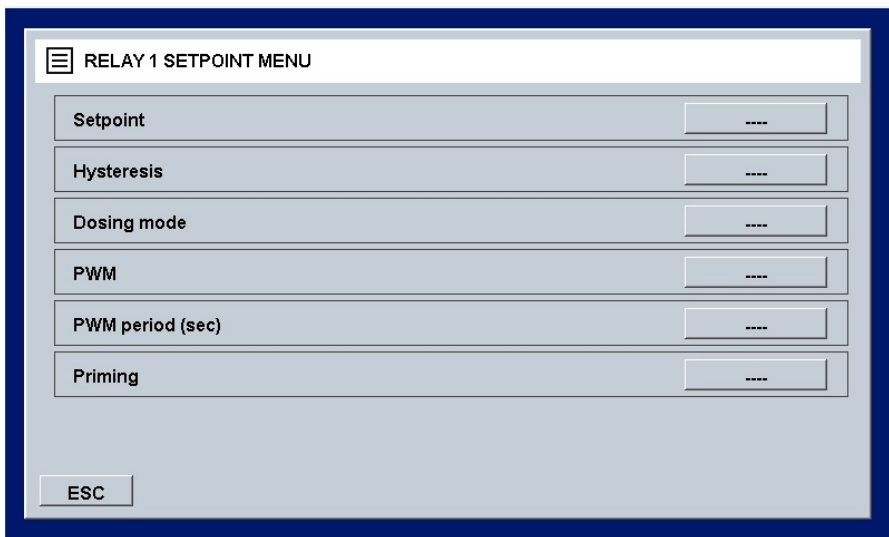 RELAY 1 SETPOINT MENU
Setpoint ----
Hysteresis ----
Dosing mode ----
PWM ----
PWM period (sec) ----
Priming ----
ESC